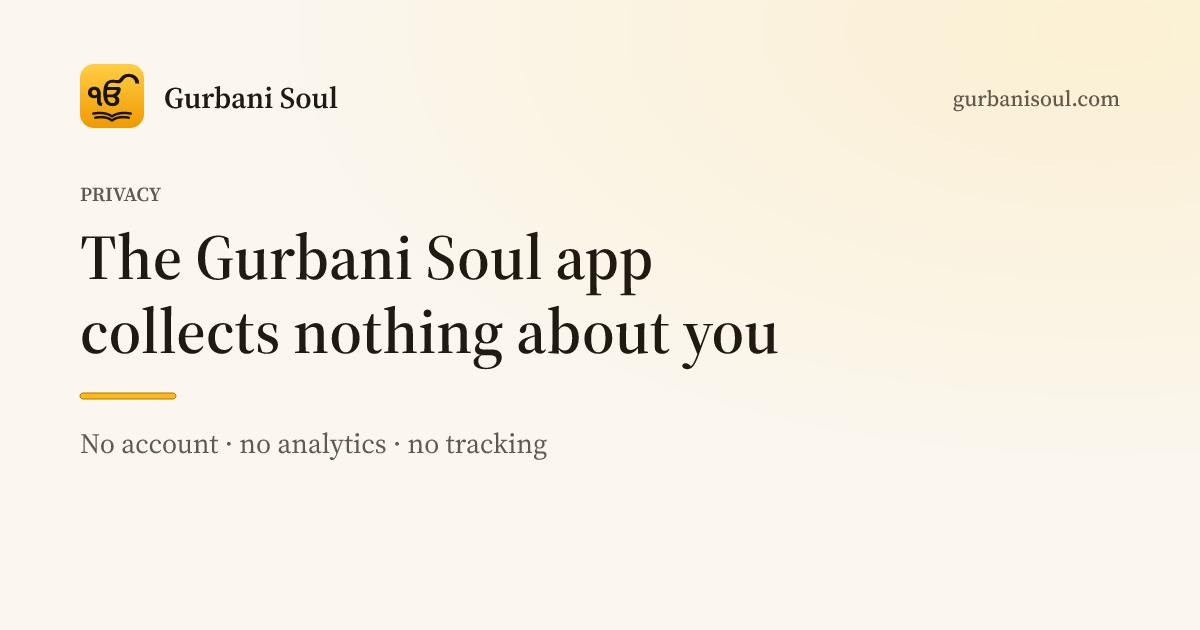 ੴ
Gurbani Soul
gurbanisoul.com
PRIVACY
The Gurbani Soul app
collects nothing about you
No account · no analytics · no tracking